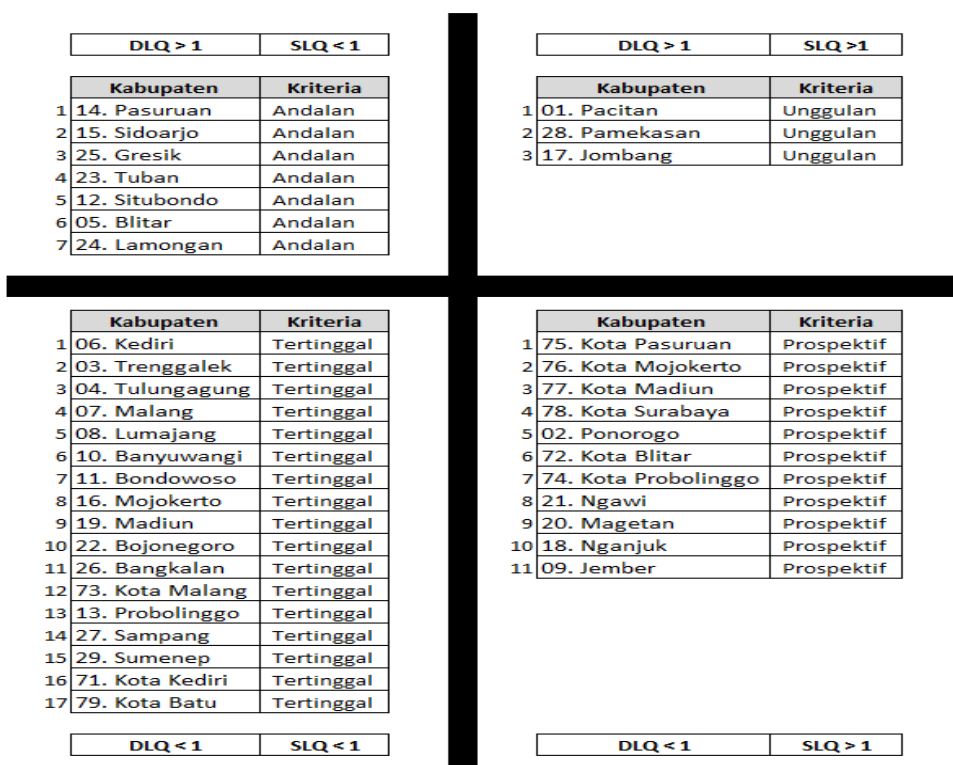 DLQ > 1 SLQ < 1
Kabupaten Kriteria
1 14. Pasuruan Andalan
2 15. Sidoarjo Andalan
3 25. Gresik Andalan
4 23. Tuban Andalan
5 12. Situbondo Andalan
6 05. Blitar Andalan
7 24. Lamongan Andalan
DLQ > 1 SLQ >1
Kabupaten Kriteria
1 01. Pacitan Unggulan
2 28. Pamekasan Unggulan
3 17. Jombang Unggulan
Kabupaten Kriteria
1 06. Kediri Tertinggal
2 03. Trenggalek Tertinggal
3 04. Tulungagung Tertinggal
4 07. Malang Tertinggal
5 08. Lumajang Tertinggal
6 10. Banyuwangi Tertinggal
7 11. Bondowoso Tertinggal
8 16. Mojokerto Tertinggal
9 19. Madiun Tertinggal
10 22. Bojonegoro Tertinggal
11 26. Bangkalan Tertinggal
12 73. Kota Malang Tertinggal
13 13. Probolinggo Tertinggal
14 27. Sampang Tertinggal
15 29. Sumenep Tertinggal
16 71. Kota Kediri Tertinggal
17 79. Kota Batu Tertinggal
DLQ < 1 SLQ < 1
Kabupaten Kriteria
1 75. Kota Pasuruan Prospektif
2 76. Kota Mojokerto Prospektif
3 77. Kota Madiun Prospektif
4 78. Kota Surabaya Prospektif
5 02. Ponorogo Prospektif
6 72. Kota Blitar Prospektif
7 74. Kota Probolinggo Prospektif
8 21. Ngawi Prospektif
9 20. Magetan Prospektif
10 18. Nganjuk Prospektif
11 09. Jember Prospektif
DLQ < 1 SLQ > 1